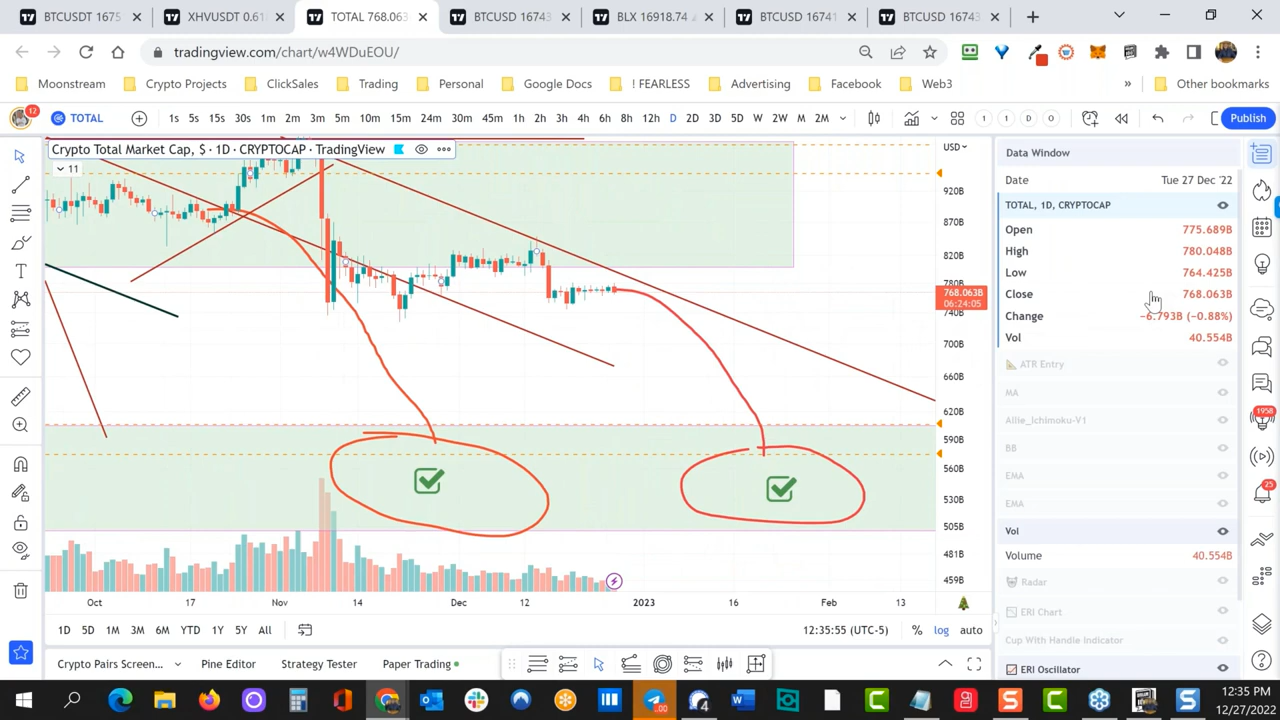 BTCUSDT 1675
XHVUSDT 0.61
TOTAL 768.063
BTCUSD 16743
BLX 16918.74
BTCUSD 16741
BTCUSD 16743
tradingview.com/chart/w4WDuEOU/
Moonstream
Crypto Projects
ClickSales
Trading
Personal
Google Docs
! FEARLESS
Advertising
Facebook
Web3
»
Other bookmarks
12
TOTAL
1s 5s 15s 30s 1m 2m 3m 5m 10m 15m 24m 30m 45m 1h 2h 3h 4h 6h 8h 12h D 2D 3D 5D W 2W M 2M
1 1 D O
Publish
Crypto Total Market Cap, $ · 1D · CRYPTOCAP · TradingView
11
USD
920B
870B
820B
780B
768.063B
06:24:05
740B
700B
660B
620B
590B
560B
530B
505B
481B
459B
Oct Nov 14 Dec 12 2023 16 Feb 13
Data Window
Date Tue 27 Dec '22
TOTAL, 1D, CRYPTOCAP
Open 775.689B
High 780.048B
Low 764.425B
Close 768.063B
Change −6.793B (−0.88%)
Vol 40.554B
ATR Entry
MA
Allie_Ichimoku-V1
BB
EMA
EMA
Vol
Volume 40.554B
Radar
ERI Chart
Cup With Handle Indicator
ERI Oscillator
1958
25
1D 5D 1M 3M 6M YTD 1Y 5Y All
12:35:55 (UTC-5)
% log auto
Crypto Pairs Screen...
Pine Editor
Strategy Tester
Paper Trading
12:35 PM
12/27/2022